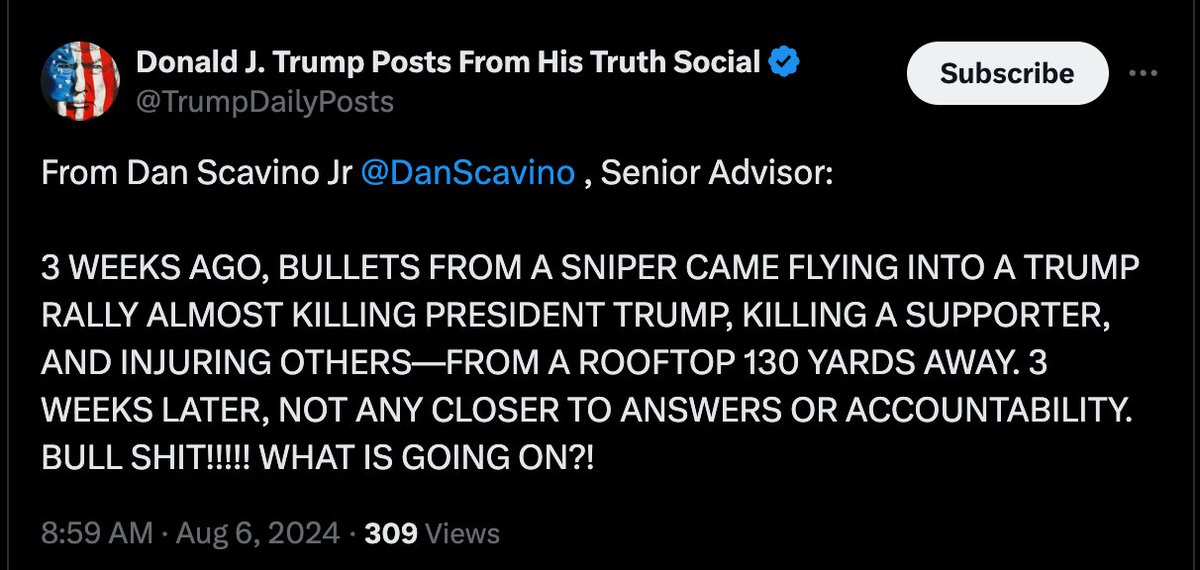 Donald J. Trump Posts From His Truth Social
@TrumpDailyPosts
Subscribe
From Dan Scavino Jr @DanScavino , Senior Advisor:
3 WEEKS AGO, BULLETS FROM A SNIPER CAME FLYING INTO A TRUMP
RALLY ALMOST KILLING PRESIDENT TRUMP, KILLING A SUPPORTER,
AND INJURING OTHERS—FROM A ROOFTOP 130 YARDS AWAY. 3
WEEKS LATER, NOT ANY CLOSER TO ANSWERS OR ACCOUNTABILITY.
BULL SHIT!!!!! WHAT IS GOING ON?!
8:59 AM · Aug 6, 2024 · 309 Views